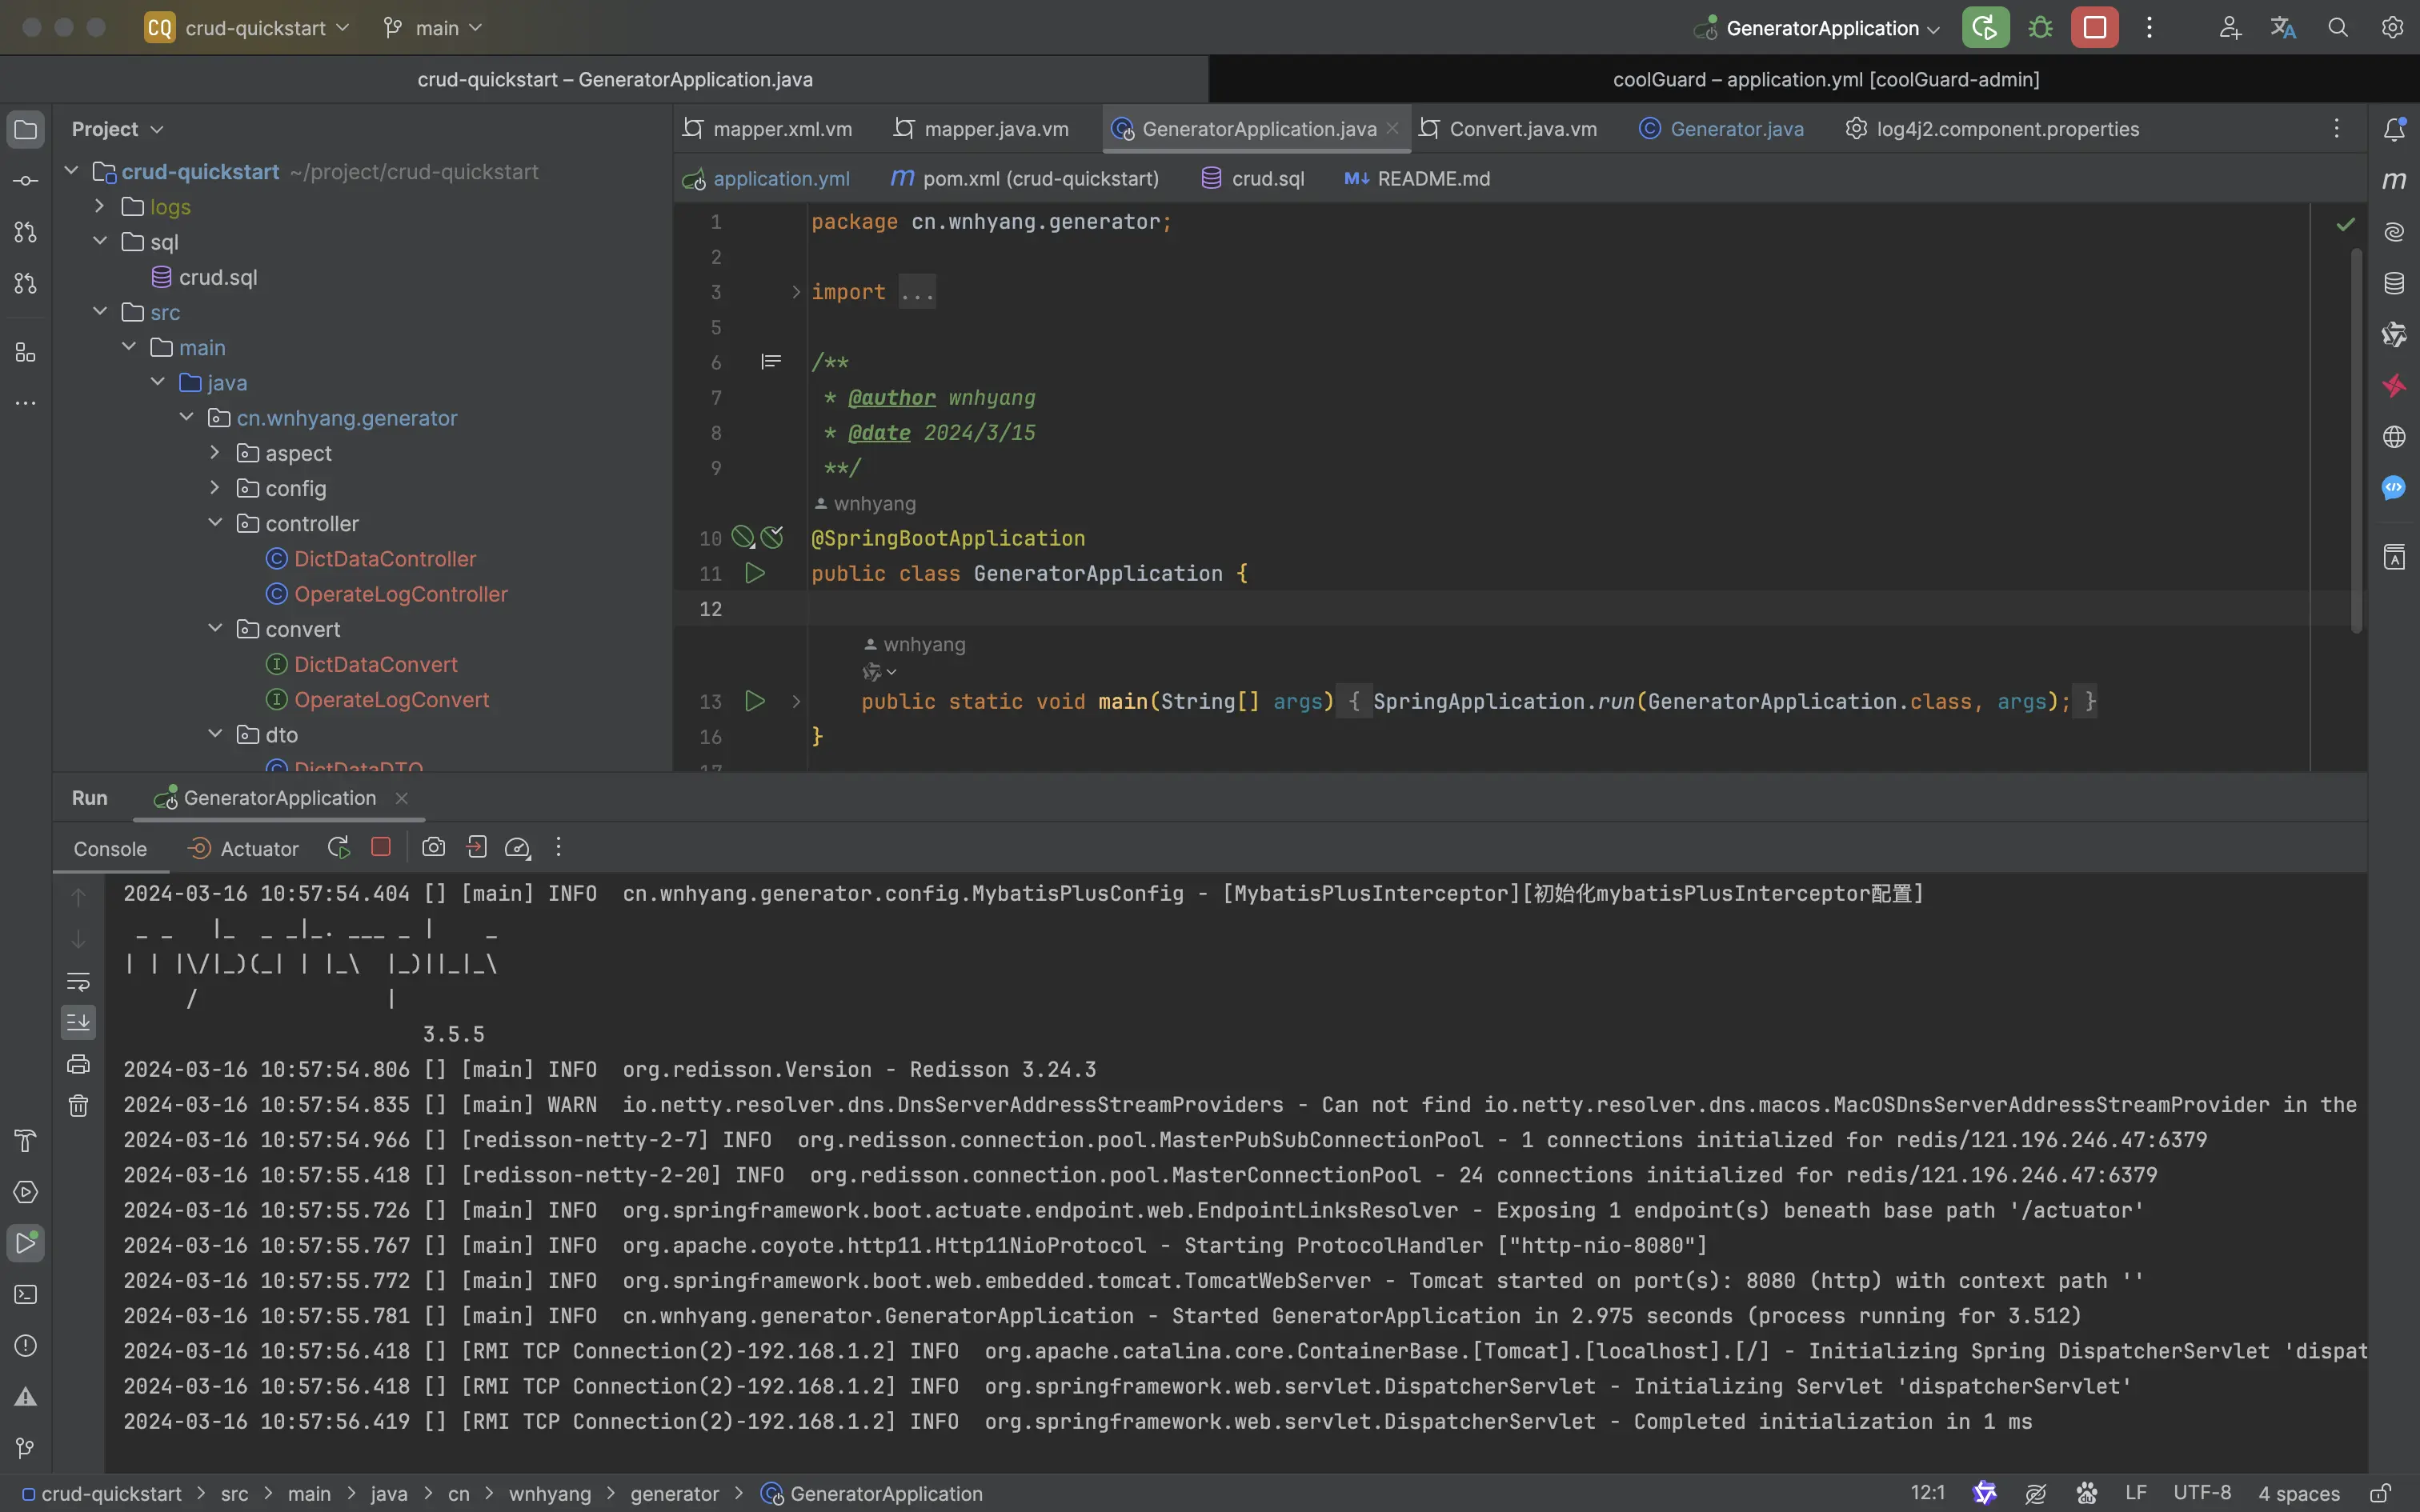 CQ crud-quickstart main GeneratorApplication
crud-quickstart – GeneratorApplication.java
coolGuard – application.yml [coolGuard-admin]
Project
crud-quickstart ~/project/crud-quickstart
logs
sql
crud.sql
src
main
java
cn.wnhyang.generator
aspect
config
controller
DictDataController
OperateLogController
convert
DictDataConvert
OperateLogConvert
dto
DictDataDTO
mapper.xml.vm mapper.java.vm GeneratorApplication.java Convert.java.vm Generator.java log4j2.component.properties
application.yml pom.xml (crud-quickstart) crud.sql README.md
1 package cn.wnhyang.generator;
2
3 import ...
5
6 /**
7 * @author wnhyang
8 * @date 2024/3/15
9 **/
wnhyang
10 @SpringBootApplication
11 public class GeneratorApplication {
12
wnhyang
13 public static void main(String[] args) { SpringApplication.run(GeneratorApplication.class, args); }
16 }
17
Run GeneratorApplication
Console Actuator
2024-03-16 10:57:54.404 [] [main] INFO  cn.wnhyang.generator.config.MybatisPlusConfig - [MybatisPlusInterceptor][初始化mybatisPlusInterceptor配置]
 _ _   |_  _ _|_. ___ _ |    _
| | |\/|_)(_| | |_\  |_)||_|_\
     /               |
3.5.5
2024-03-16 10:57:54.806 [] [main] INFO  org.redisson.Version - Redisson 3.24.3
2024-03-16 10:57:54.835 [] [main] WARN  io.netty.resolver.dns.DnsServerAddressStreamProviders - Can not find io.netty.resolver.dns.macos.MacOSDnsServerAddressStreamProvider in the
2024-03-16 10:57:54.966 [] [redisson-netty-2-7] INFO  org.redisson.connection.pool.MasterPubSubConnectionPool - 1 connections initialized for redis/121.196.246.47:6379
2024-03-16 10:57:55.418 [] [redisson-netty-2-20] INFO  org.redisson.connection.pool.MasterConnectionPool - 24 connections initialized for redis/121.196.246.47:6379
2024-03-16 10:57:55.726 [] [main] INFO  org.springframework.boot.actuate.endpoint.web.EndpointLinksResolver - Exposing 1 endpoint(s) beneath base path '/actuator'
2024-03-16 10:57:55.767 [] [main] INFO  org.apache.coyote.http11.Http11NioProtocol - Starting ProtocolHandler ["http-nio-8080"]
2024-03-16 10:57:55.772 [] [main] INFO  org.springframework.boot.web.embedded.tomcat.TomcatWebServer - Tomcat started on port(s): 8080 (http) with context path ''
2024-03-16 10:57:55.781 [] [main] INFO  cn.wnhyang.generator.GeneratorApplication - Started GeneratorApplication in 2.975 seconds (process running for 3.512)
2024-03-16 10:57:56.418 [] [RMI TCP Connection(2)-192.168.1.2] INFO  org.apache.catalina.core.ContainerBase.[Tomcat].[localhost].[/] - Initializing Spring DispatcherServlet 'dispat
2024-03-16 10:57:56.418 [] [RMI TCP Connection(2)-192.168.1.2] INFO  org.springframework.web.servlet.DispatcherServlet - Initializing Servlet 'dispatcherServlet'
2024-03-16 10:57:56.419 [] [RMI TCP Connection(2)-192.168.1.2] INFO  org.springframework.web.servlet.DispatcherServlet - Completed initialization in 1 ms
crud-quickstart > src > main > java > cn > wnhyang > generator > GeneratorApplication
12:1 LF UTF-8 4 spaces